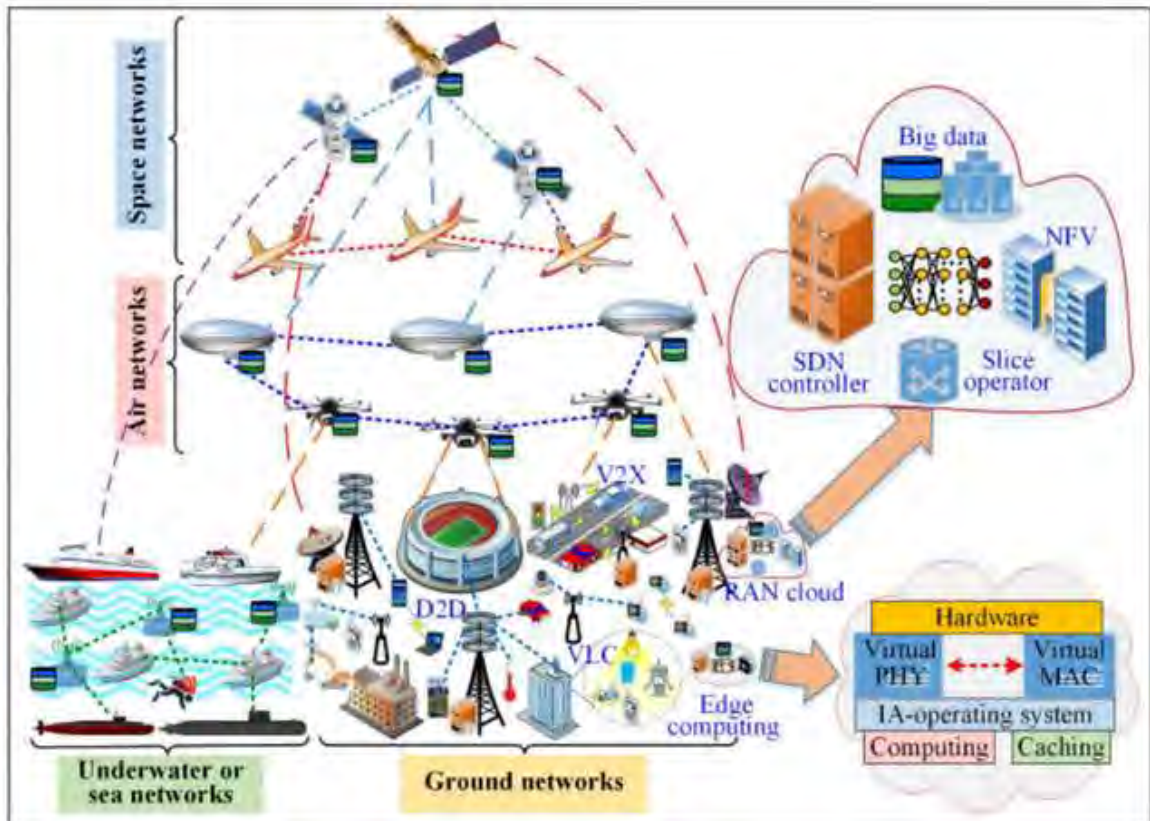 Space networks
Air networks
Big data
NFV
SDN
controller
Slice
operator
V2X
RAN cloud
D2D
VLC
Edge
computing
Hardware
Virtual
PHY
Virtual
MAC
IA-operating system
Computing
Caching
Underwater or
sea networks
Ground networks